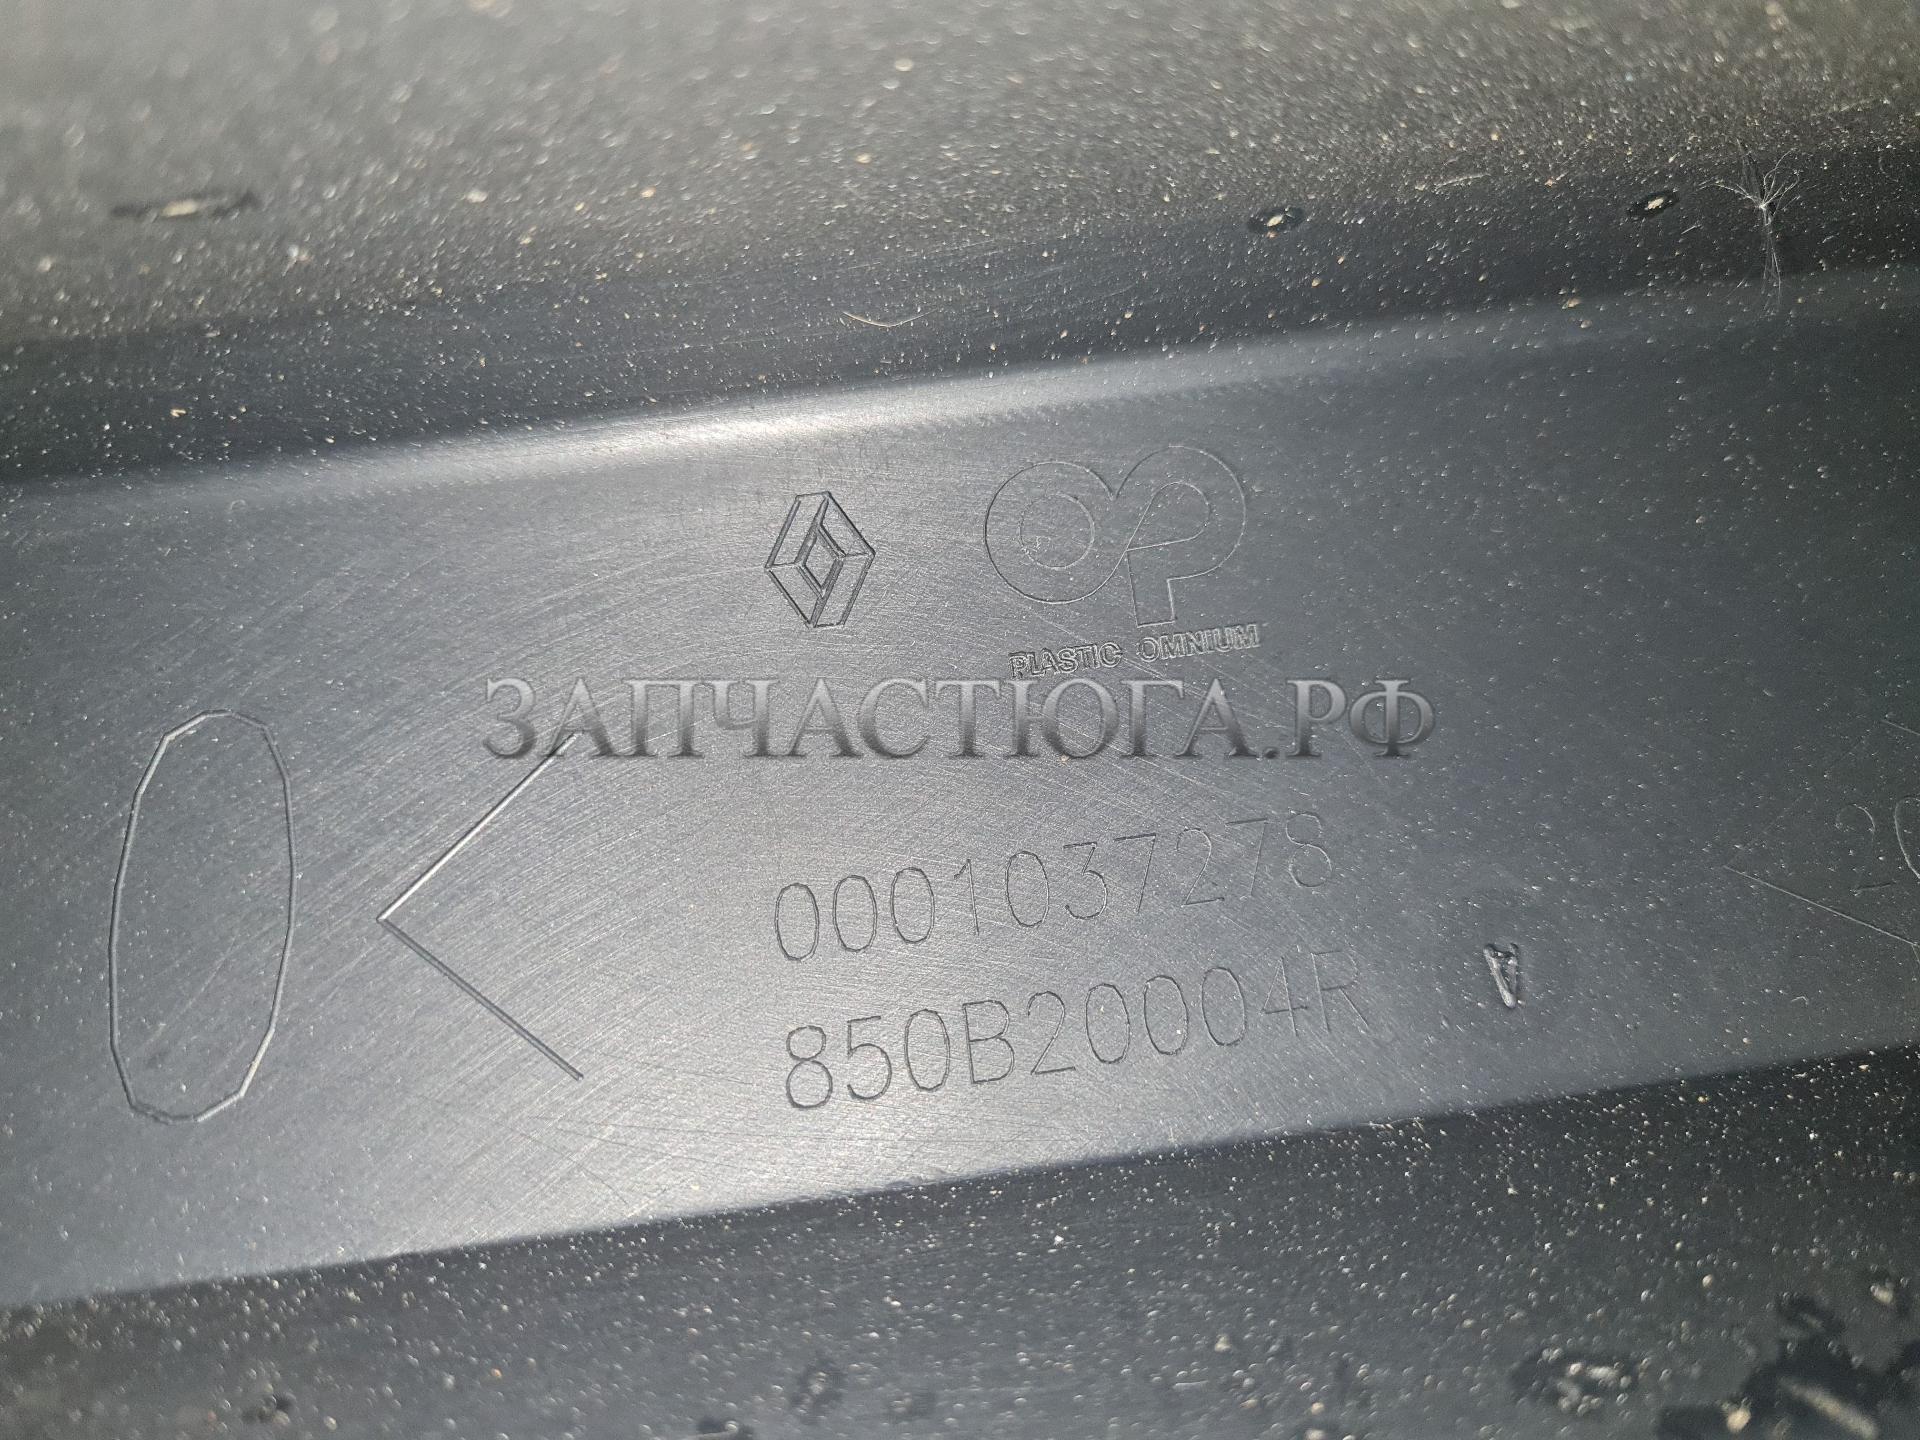 PLASTIC OMNIUM
ЗАПЧАСТЮГА.РФ
0001037278
850B20004R
A